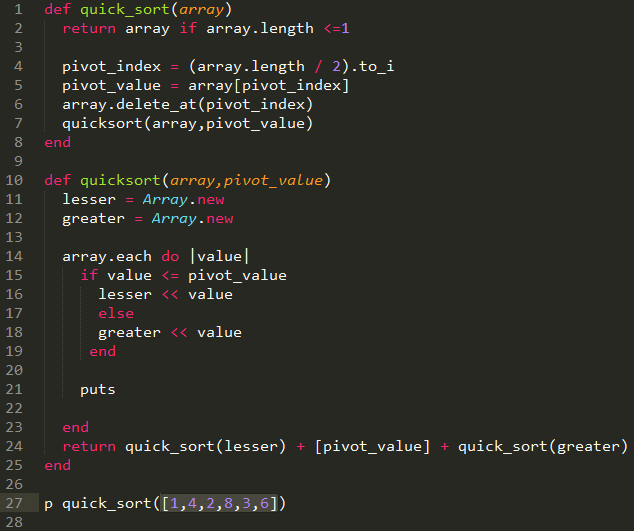 1 def quick_sort(array)
2   return array if array.length <=1
3
4   pivot_index = (array.length / 2).to_i
5   pivot_value = array[pivot_index]
6   array.delete_at(pivot_index)
7   quicksort(array,pivot_value)
8 end
9
10 def quicksort(array,pivot_value)
11   lesser = Array.new
12   greater = Array.new
13
14   array.each do |value|
15     if value <= pivot_value
16       lesser << value
17       else
18       greater << value
19      end
20
21     puts
22
23   end
24   return quick_sort(lesser) + [pivot_value] + quick_sort(greater)
25 end
26
27 p quick_sort([1,4,2,8,3,6])
28